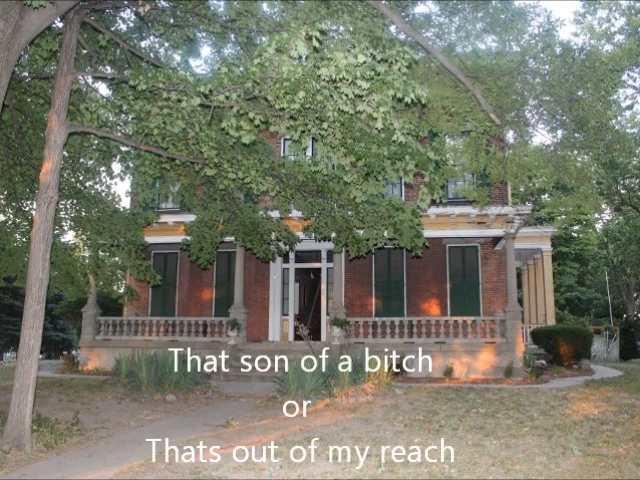 That son of a bitch
or
Thats out of my reach